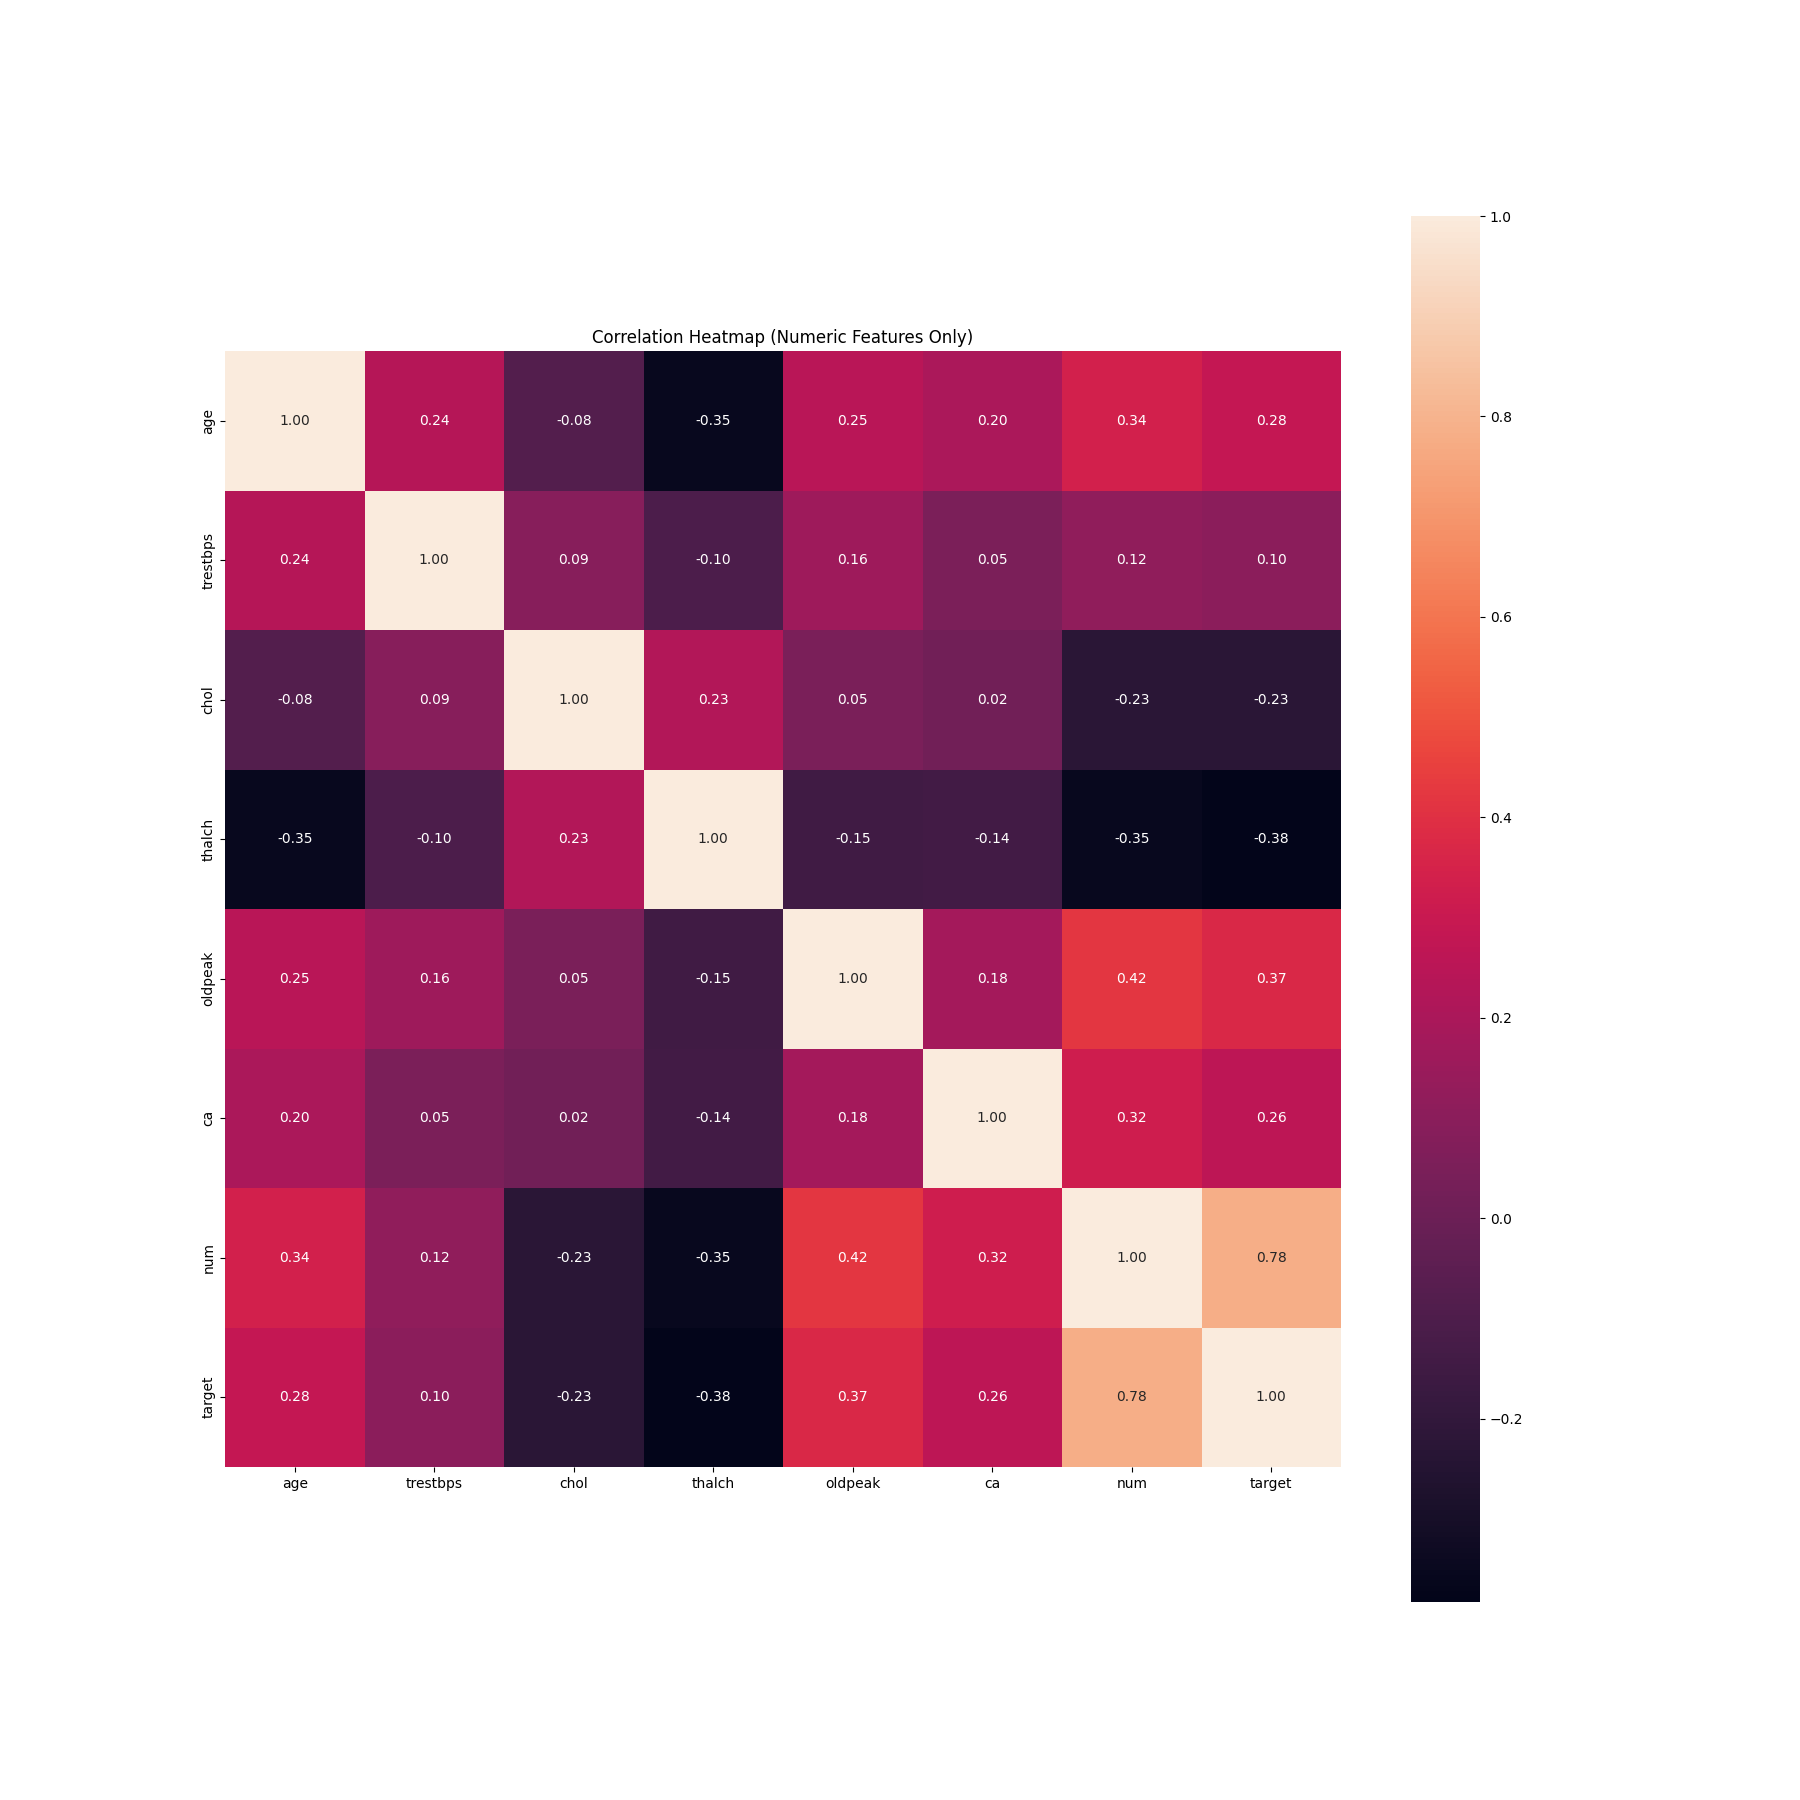 Correlation Heatmap (Numeric Features Only)
age 1.00 0.24 -0.08 -0.35 0.25 0.20 0.34 0.28
trestbps 0.24 1.00 0.09 -0.10 0.16 0.05 0.12 0.10
chol -0.08 0.09 1.00 0.23 0.05 0.02 -0.23 -0.23
thalch -0.35 -0.10 0.23 1.00 -0.15 -0.14 -0.35 -0.38
oldpeak 0.25 0.16 0.05 -0.15 1.00 0.18 0.42 0.37
ca 0.20 0.05 0.02 -0.14 0.18 1.00 0.32 0.26
num 0.34 0.12 -0.23 -0.35 0.42 0.32 1.00 0.78
target 0.28 0.10 -0.23 -0.38 0.37 0.26 0.78 1.00
age trestbps chol thalch oldpeak ca num target
1.0
0.8
0.6
0.4
0.2
0.0
−0.2